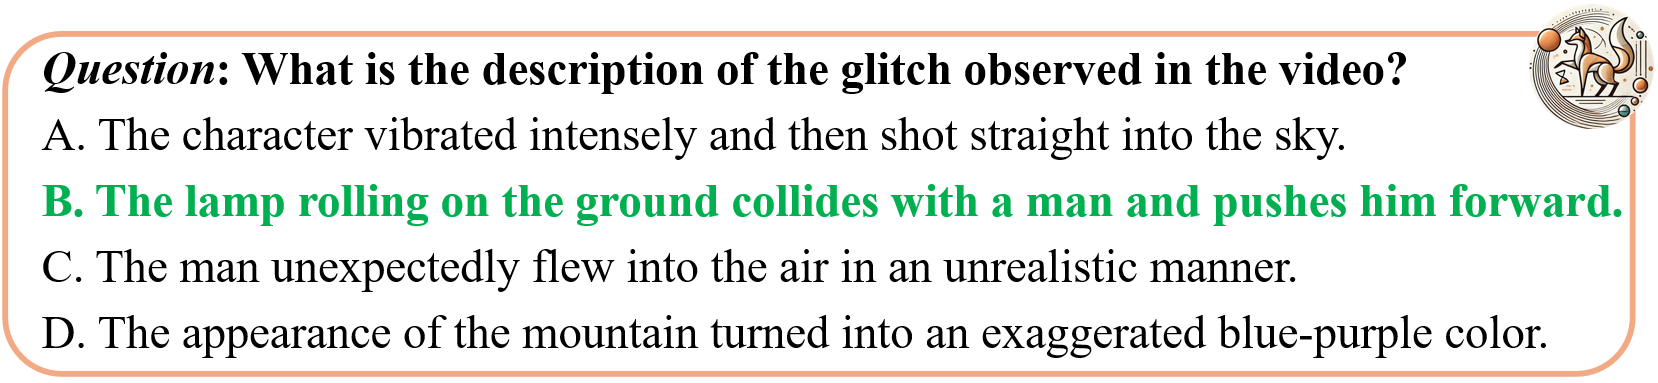 Question: What is the description of the glitch observed in the video?
A. The character vibrated intensely and then shot straight into the sky.
B. The lamp rolling on the ground collides with a man and pushes him forward.
C. The man unexpectedly flew into the air in an unrealistic manner.
D. The appearance of the mountain turned into an exaggerated blue-purple color.